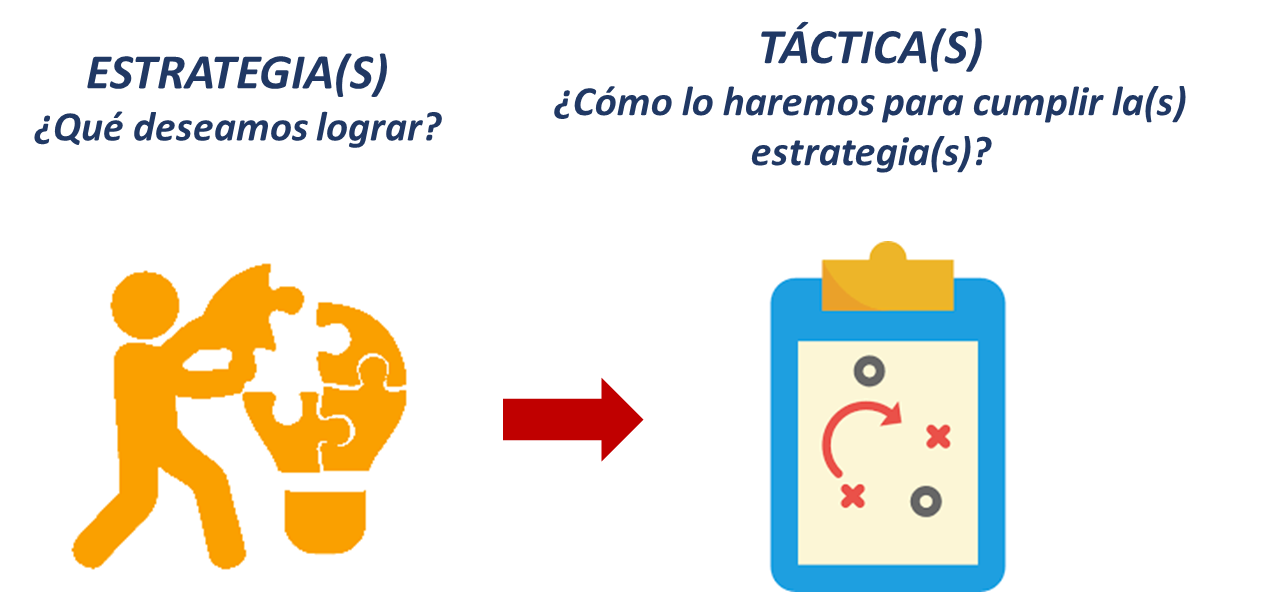 ESTRATEGIA(S)
¿Qué deseamos lograr?
TÁCTICA(S)
¿Cómo lo haremos para cumplir la(s)
estrategia(s)?